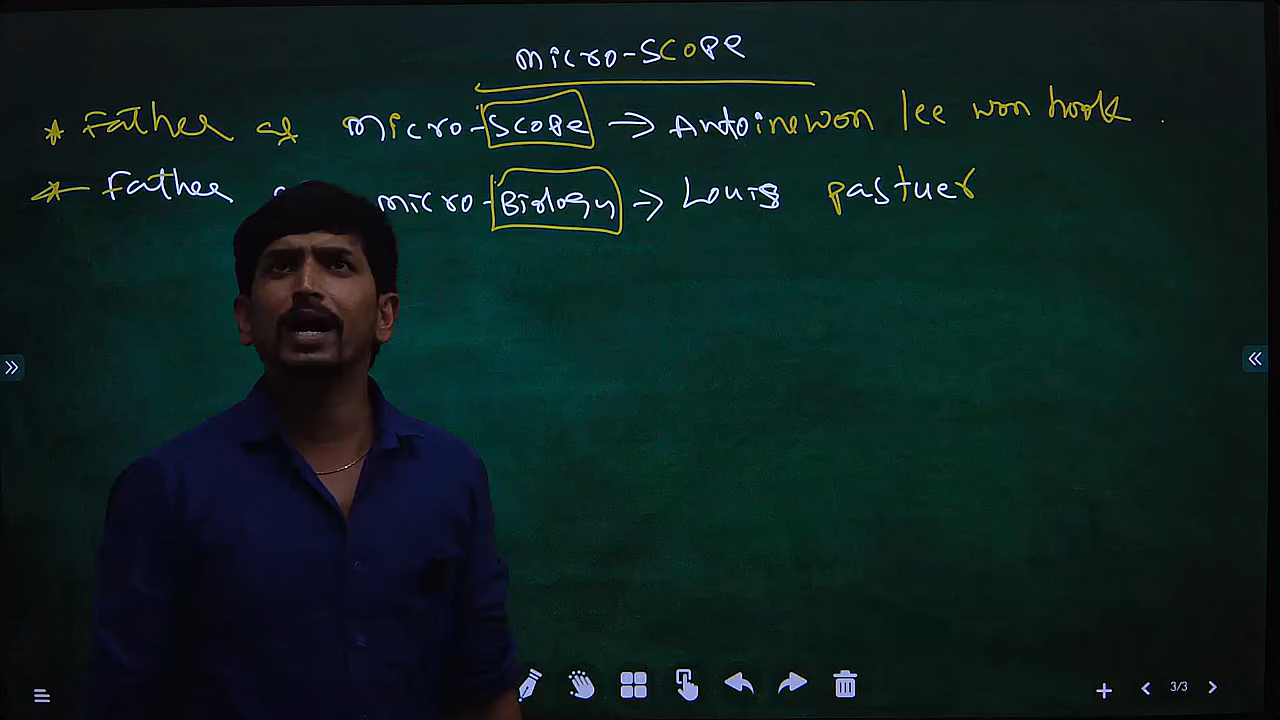 micro-scope
* Father of micro-scope → Antoinewon lee won hook .
* Father micro-Biology → Louis pastuer
3/3